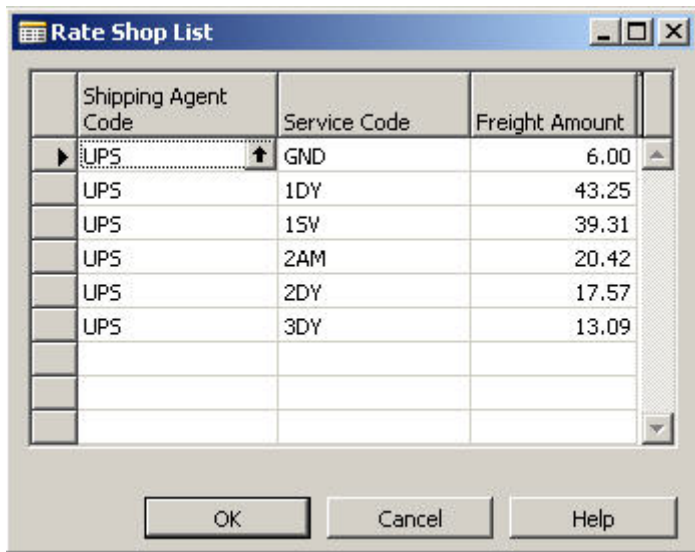 Rate Shop List
Shipping Agent
Code Service Code Freight Amount
UPS GND 6.00
UPS 1DY 43.25
UPS 1SV 39.31
UPS 2AM 20.42
UPS 2DY 17.57
UPS 3DY 13.09
OK Cancel Help